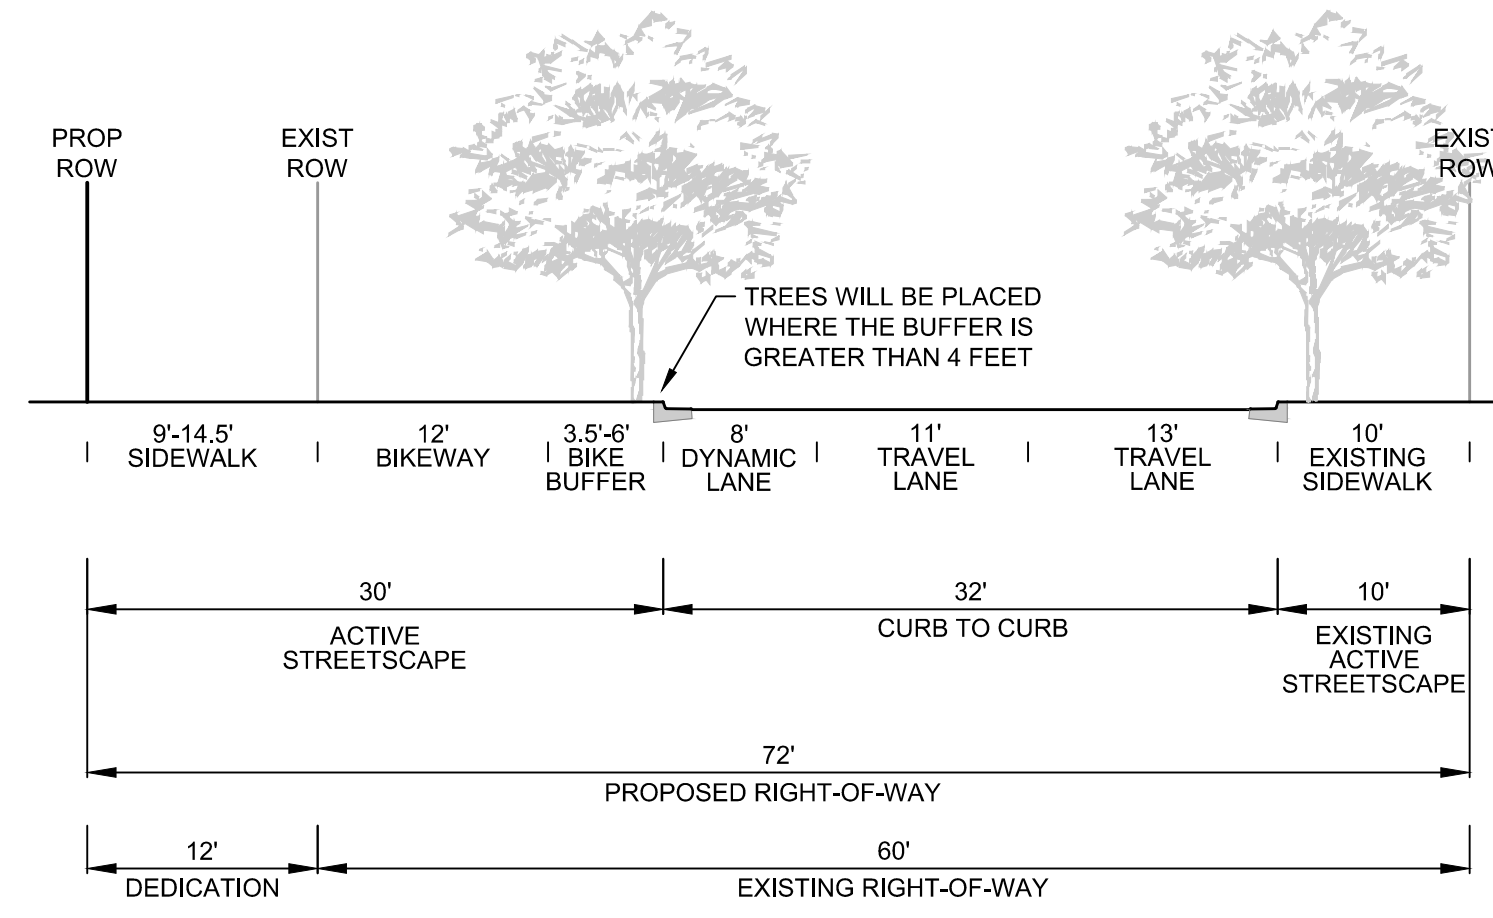 PROP
ROW
EXIST
ROW
EXIST
ROW
TREES WILL BE PLACED
WHERE THE BUFFER IS
GREATER THAN 4 FEET
9'-14.5'
SIDEWALK
12'
BIKEWAY
3.5'-6'
BIKE
BUFFER
8'
DYNAMIC
LANE
11'
TRAVEL
LANE
13'
TRAVEL
LANE
10'
EXISTING
SIDEWALK
30'
ACTIVE
STREETSCAPE
32'
CURB TO CURB
10'
EXISTING
ACTIVE
STREETSCAPE
72'
PROPOSED RIGHT-OF-WAY
12'
DEDICATION
60'
EXISTING RIGHT-OF-WAY